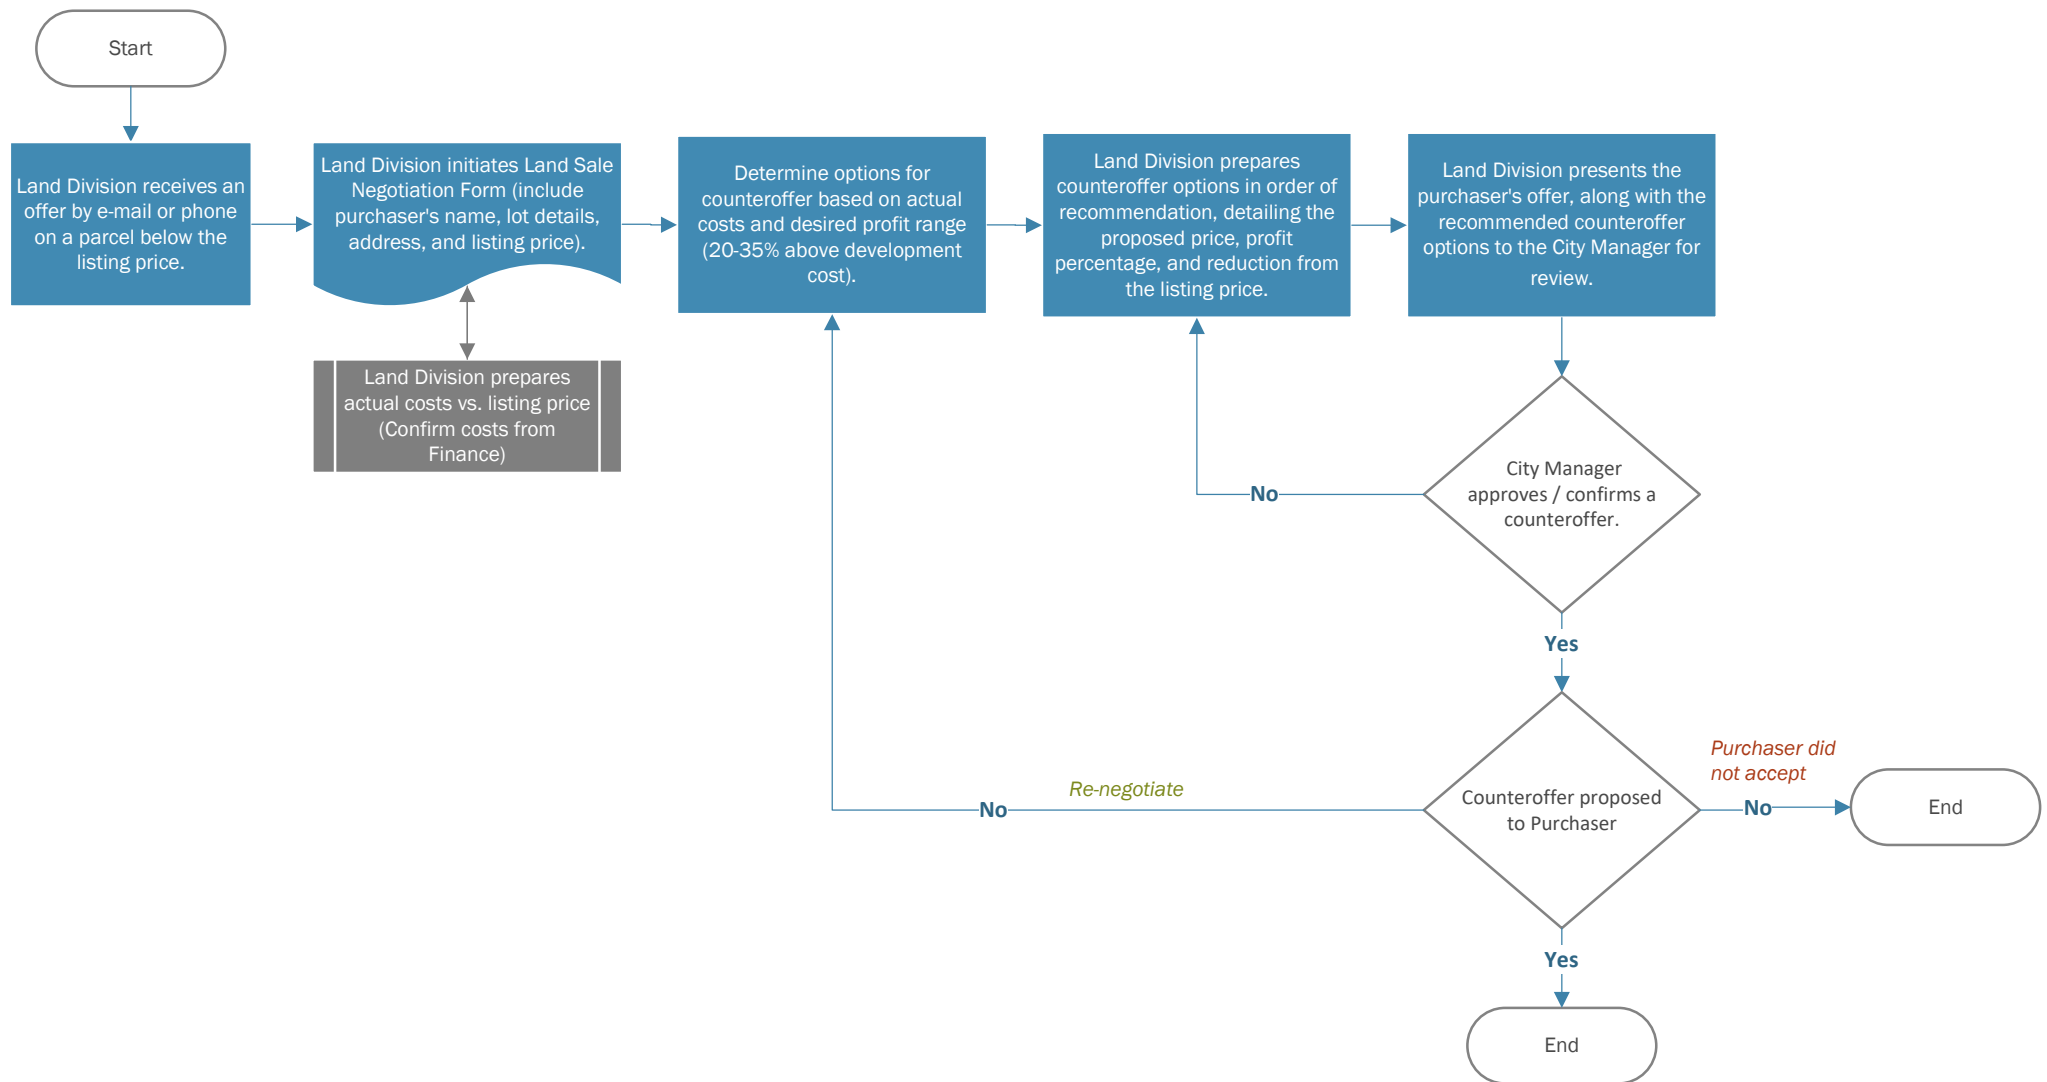 Start
Land Division receives an
offer by e-mail or phone
on a parcel below the
listing price.
Land Division initiates Land Sale
Negotiation Form (include
purchaser's name, lot details,
address, and listing price).
Land Division prepares
actual costs vs. listing price
(Confirm costs from
Finance)
Determine options for
counteroffer based on actual
costs and desired profit range
(20-35% above development
cost).
Land Division prepares
counteroffer options in order of
recommendation, detailing the
proposed price, profit
percentage, and reduction from
the listing price.
Land Division presents the
purchaser's offer, along with the
recommended counteroffer
options to the City Manager for
review.
City Manager
approves / confirms a
counteroffer.
No
Yes
Counteroffer proposed
to Purchaser
Re-negotiate
No
Purchaser did
not accept
No
End
Yes
End